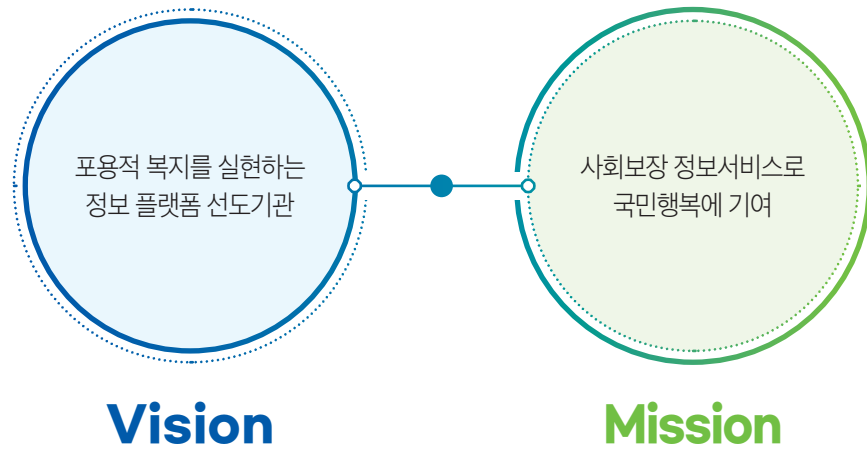 포용적 복지를 실현하는
정보 플랫폼 선도기관
사회보장 정보서비스로
국민행복에 기여
Vision
Mission